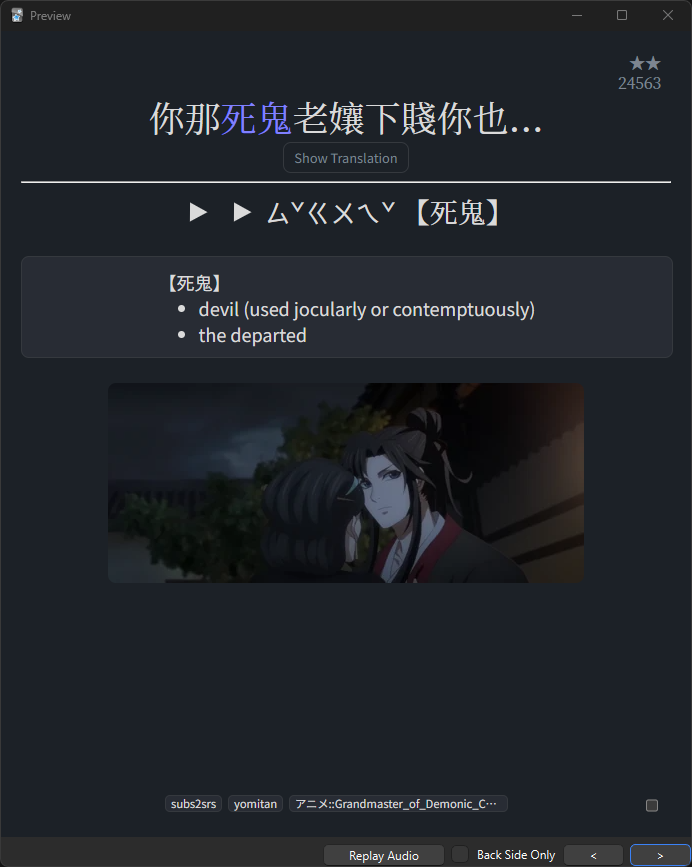 Preview
★★
24563
你那死鬼老孃下賤你也...
Show Translation
ㄙˇㄍㄨㄟˇ【死鬼】
【死鬼】
• devil (used jocularly or contemptuously)
• the departed
subs2srs yomitan アニメ::Grandmaster_of_Demonic_C…
Replay Audio Back Side Only < >